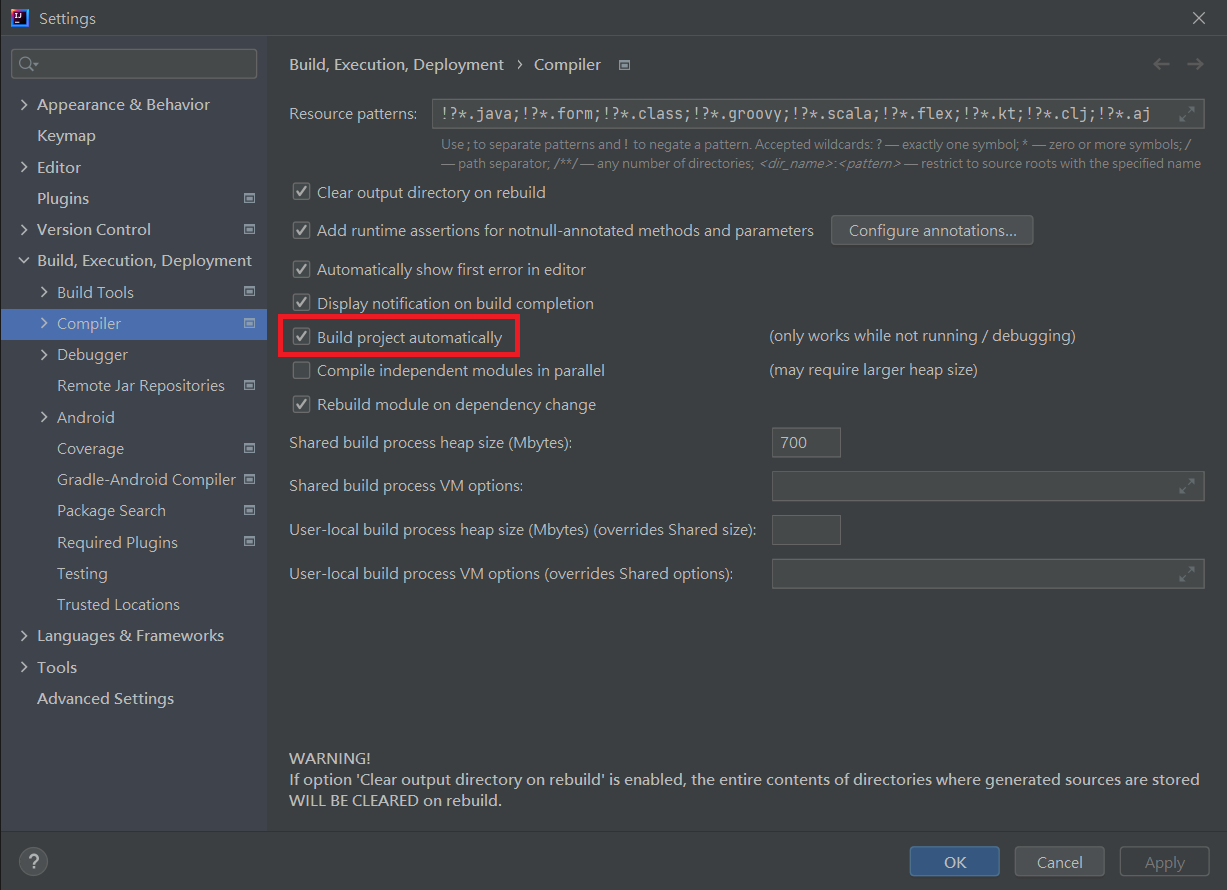 Settings
Appearance & Behavior
Keymap
Editor
Plugins
Version Control
Build, Execution, Deployment
Build Tools
Compiler
Debugger
Remote Jar Repositories
Android
Coverage
Gradle-Android Compiler
Package Search
Required Plugins
Testing
Trusted Locations
Languages & Frameworks
Tools
Advanced Settings
Build, Execution, Deployment › Compiler
Resource patterns: !?*.java;!?*.form;!?*.class;!?*.groovy;!?*.scala;!?*.flex;!?*.kt;!?*.clj;!?*.aj
Use ; to separate patterns and ! to negate a pattern. Accepted wildcards: ? — exactly one symbol; * — zero or more symbols; /
— path separator; /**/ — any number of directories; <dir_name>:<pattern> — restrict to source roots with the specified name
Clear output directory on rebuild
Add runtime assertions for notnull-annotated methods and parameters Configure annotations...
Automatically show first error in editor
Display notification on build completion
Build project automatically (only works while not running / debugging)
Compile independent modules in parallel (may require larger heap size)
Rebuild module on dependency change
Shared build process heap size (Mbytes): 700
Shared build process VM options:
User-local build process heap size (Mbytes) (overrides Shared size):
User-local build process VM options (overrides Shared options):
WARNING!
If option 'Clear output directory on rebuild' is enabled, the entire contents of directories where generated sources are stored
WILL BE CLEARED on rebuild.
? OK Cancel Apply